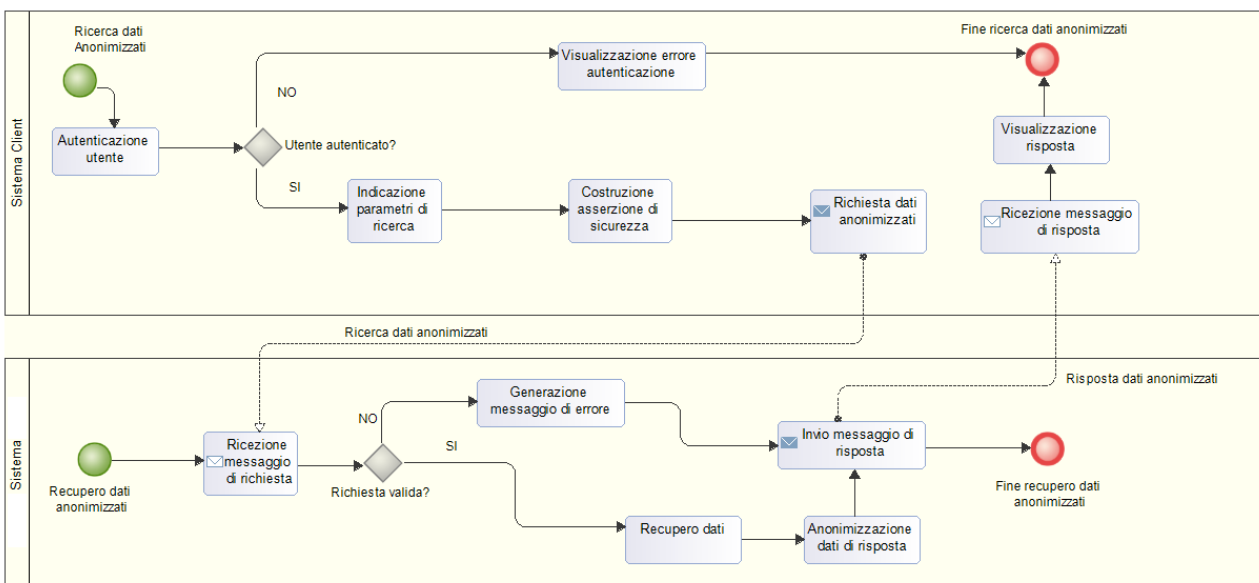 Sistema Client
Ricerca dati
Anonimizzati
Autenticazione
utente
NO
Utente autenticato?
SI
Visualizzazione errore
autenticazione
Indicazione
parametri di
ricerca
Costruzione
asserzione di
sicurezza
Richiesta dati
anonimizzati
Fine ricerca dati anonimizzati
Visualizzazione
risposta
Ricezione messaggio
di risposta
Ricerca dati anonimizzati
Risposta dati anonimizzati
Sistema
Recupero dati
anonimizzati
Ricezione
messaggio
di richiesta
NO
SI
Richiesta valida?
Generazione
messaggio di errore
Recupero dati
Anonimizzazione
dati di risposta
Invio messaggio di
risposta
Fine recupero dati
anonimizzati